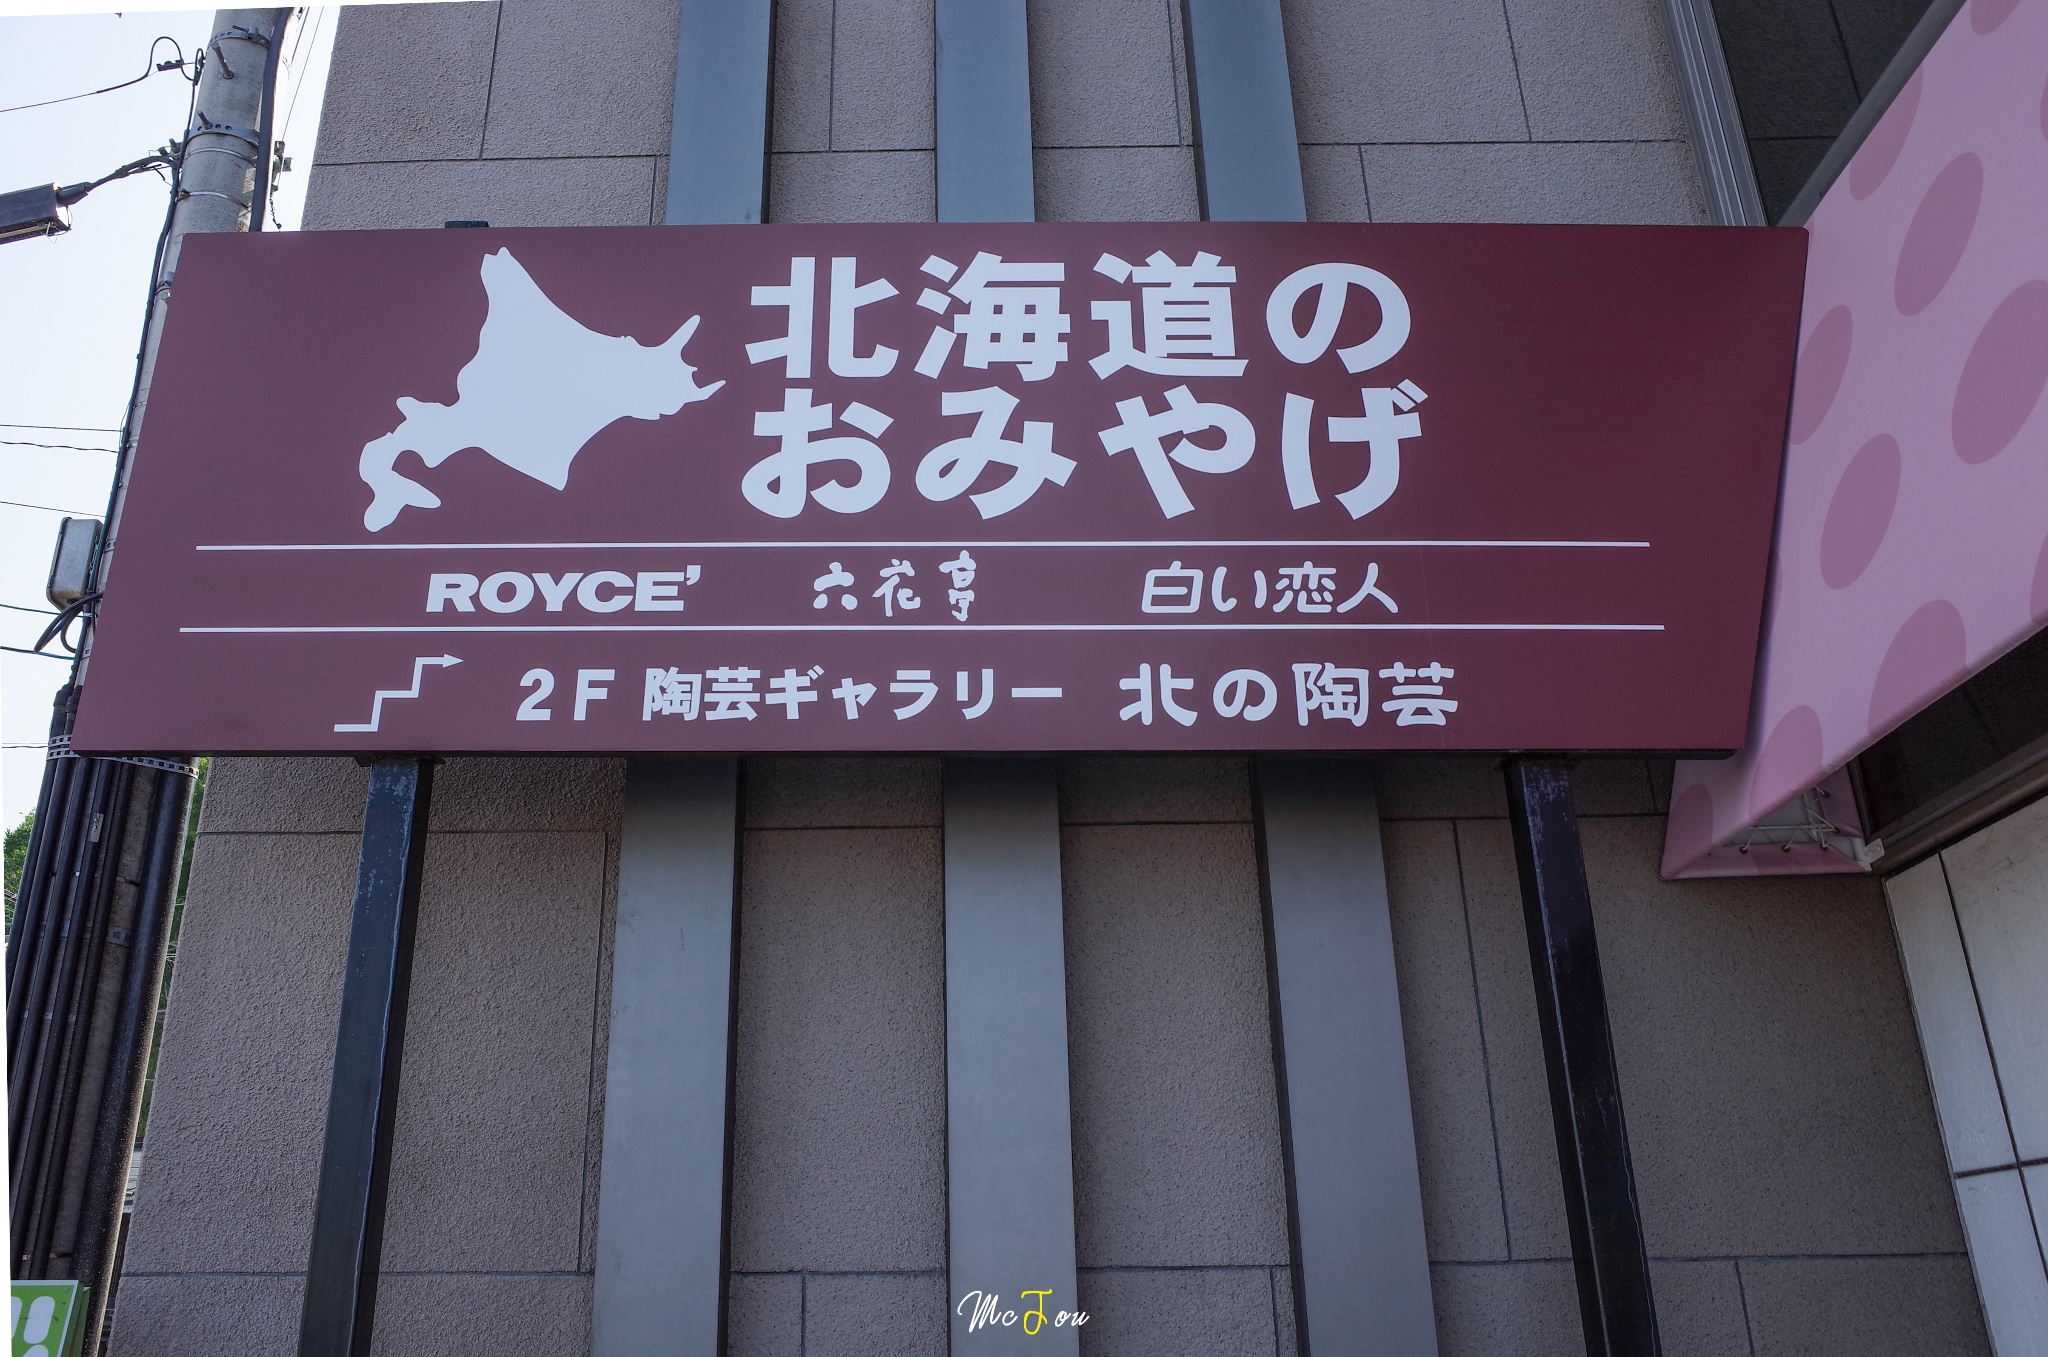 北海道の
おみやげ
ROYCE' 六花亭 白い恋人
2F 陶芸ギャラリー 北の陶芸
McJou